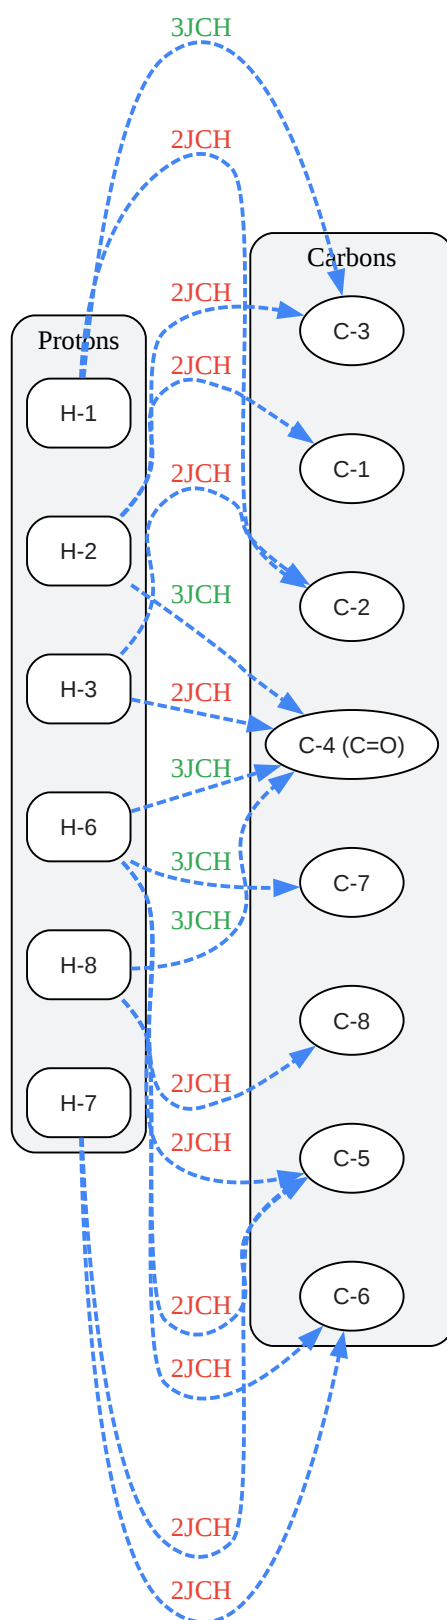 3JCH
2JCH
Carbons
2JCH
C-3
Protons
2JCH
H-1
C-1
2JCH
H-2
3JCH
C-2
H-3
2JCH
C-4 (C=O)
3JCH
H-6
3JCH
C-7
3JCH
H-8
C-8
2JCH
H-7
2JCH
C-5
2JCH
C-6
2JCH
2JCH
2JCH